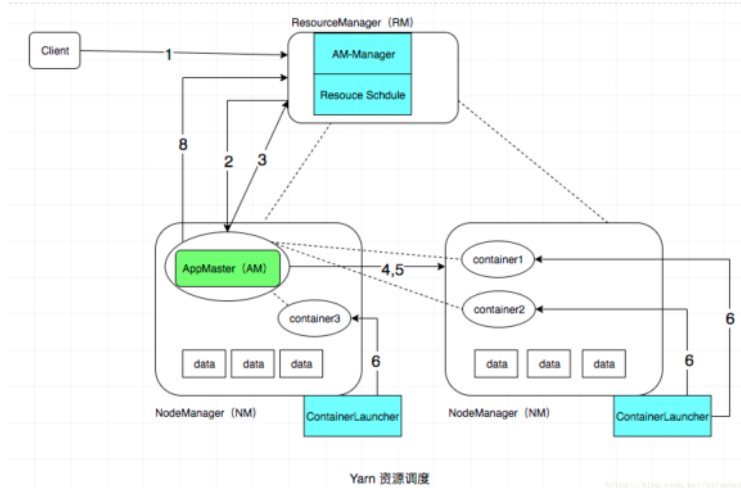 ResourceManager（RM）
Client
1
AM-Manager
Resouce Schdule
8
2
3
AppMaster（AM）
4,5
container1
container2
container3
6
6
6
data
data
data
data
data
data
NodeManager（NM）
ContainerLauncher
NodeManager（NM）
ContainerLauncher
Yarn 资源调度